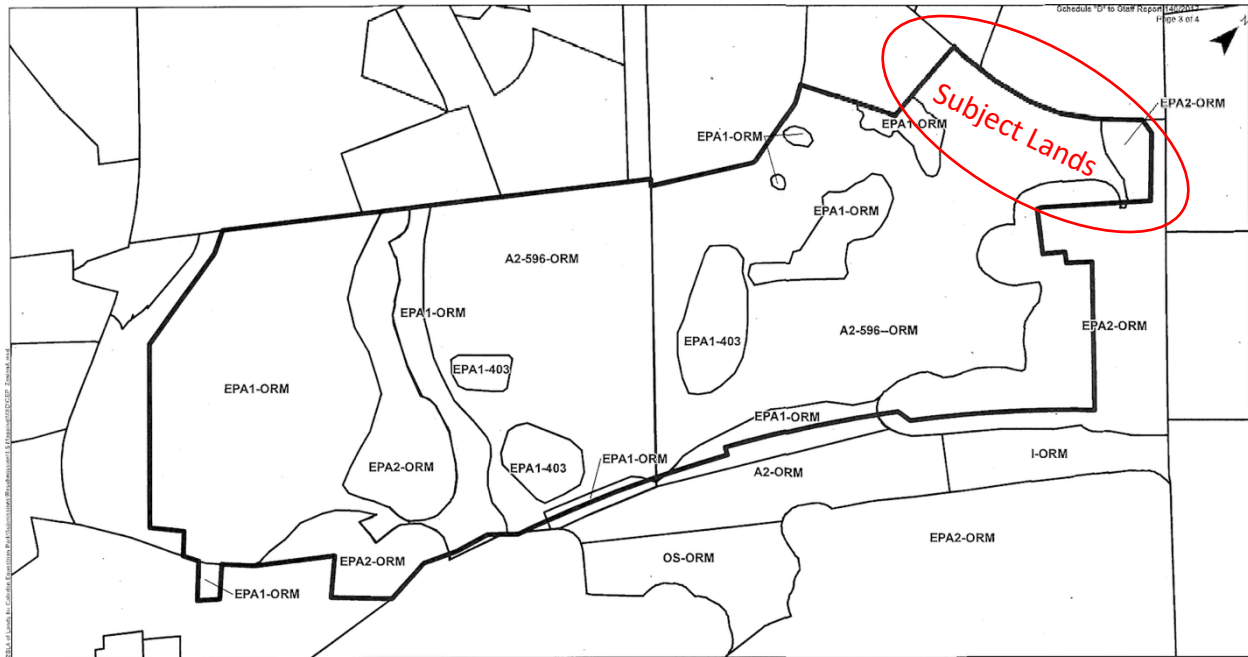 Schedule "D" to Staff Report 140/2017
Page 3 of 4
Subject Lands
EPA2-ORM
EPA1-ORM
EPA1-ORM
EPA1-ORM
A2-596-ORM
EPA1-ORM
A2-596--ORM
EPA2-ORM
EPA1-403
EPA1-403
EPA1-ORM
EPA1-ORM
EPA2-ORM
EPA1-403
EPA1-ORM
A2-ORM
I-ORM
EPA2-ORM
OS-ORM
EPA2-ORM
EPA1-ORM